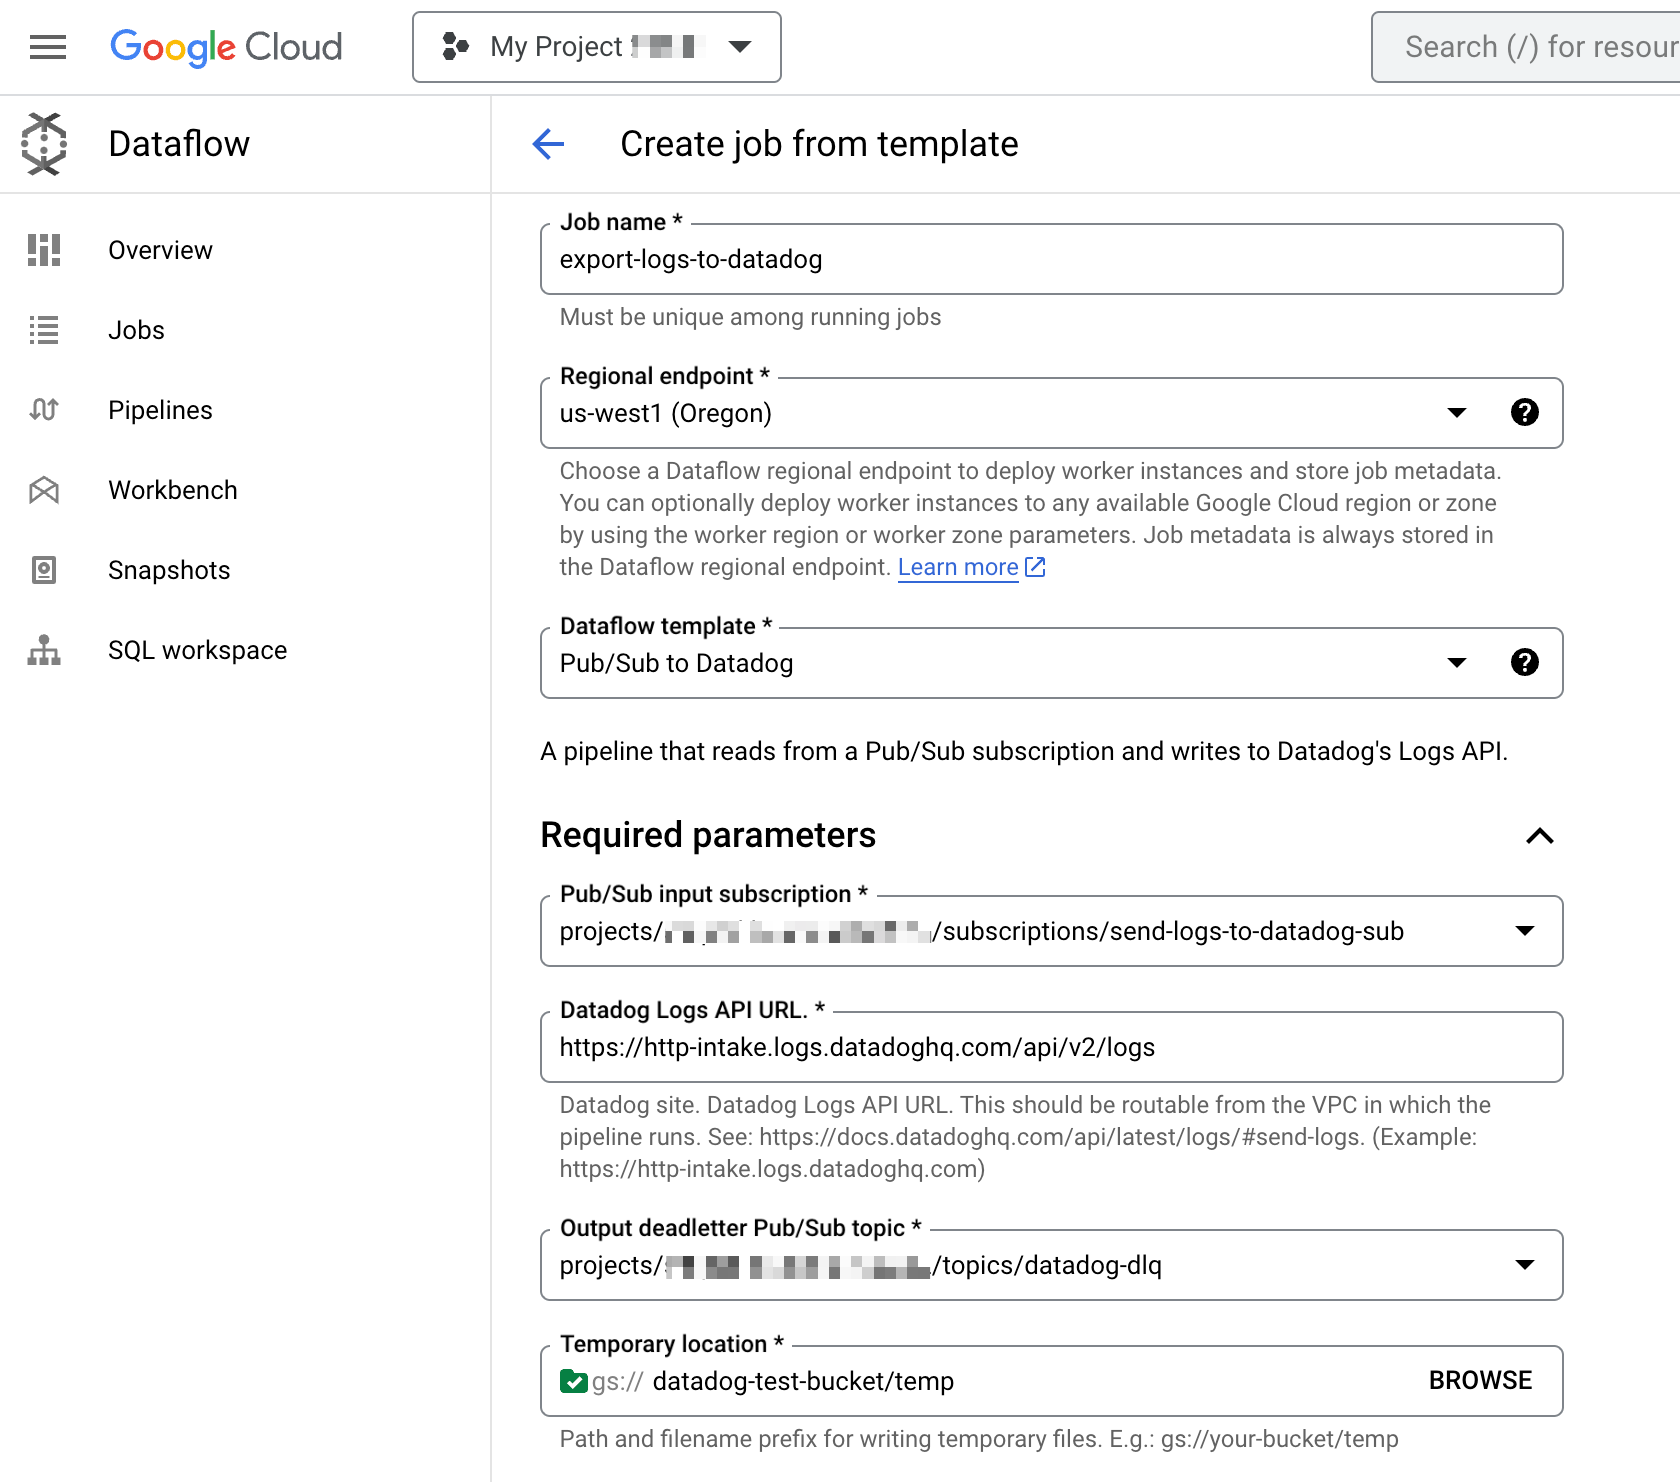 Google Cloud
My Project
Search (/) for resour
Dataflow
Create job from template
Overview
Jobs
Pipelines
Workbench
Snapshots
SQL workspace
Job name *
export-logs-to-datadog
Must be unique among running jobs
Regional endpoint *
us-west1 (Oregon)
Choose a Dataflow regional endpoint to deploy worker instances and store job metadata.
You can optionally deploy worker instances to any available Google Cloud region or zone
by using the worker region or worker zone parameters. Job metadata is always stored in
the Dataflow regional endpoint. Learn more
Dataflow template *
Pub/Sub to Datadog
A pipeline that reads from a Pub/Sub subscription and writes to Datadog's Logs API.
Required parameters
Pub/Sub input subscription *
projects/ /subscriptions/send-logs-to-datadog-sub
Datadog Logs API URL. *
https://http-intake.logs.datadoghq.com/api/v2/logs
Datadog site. Datadog Logs API URL. This should be routable from the VPC in which the
pipeline runs. See: https://docs.datadoghq.com/api/latest/logs/#send-logs. (Example:
https://http-intake.logs.datadoghq.com)
Output deadletter Pub/Sub topic *
projects/ /topics/datadog-dlq
Temporary location *
gs:// datadog-test-bucket/temp
BROWSE
Path and filename prefix for writing temporary files. E.g.: gs://your-bucket/temp